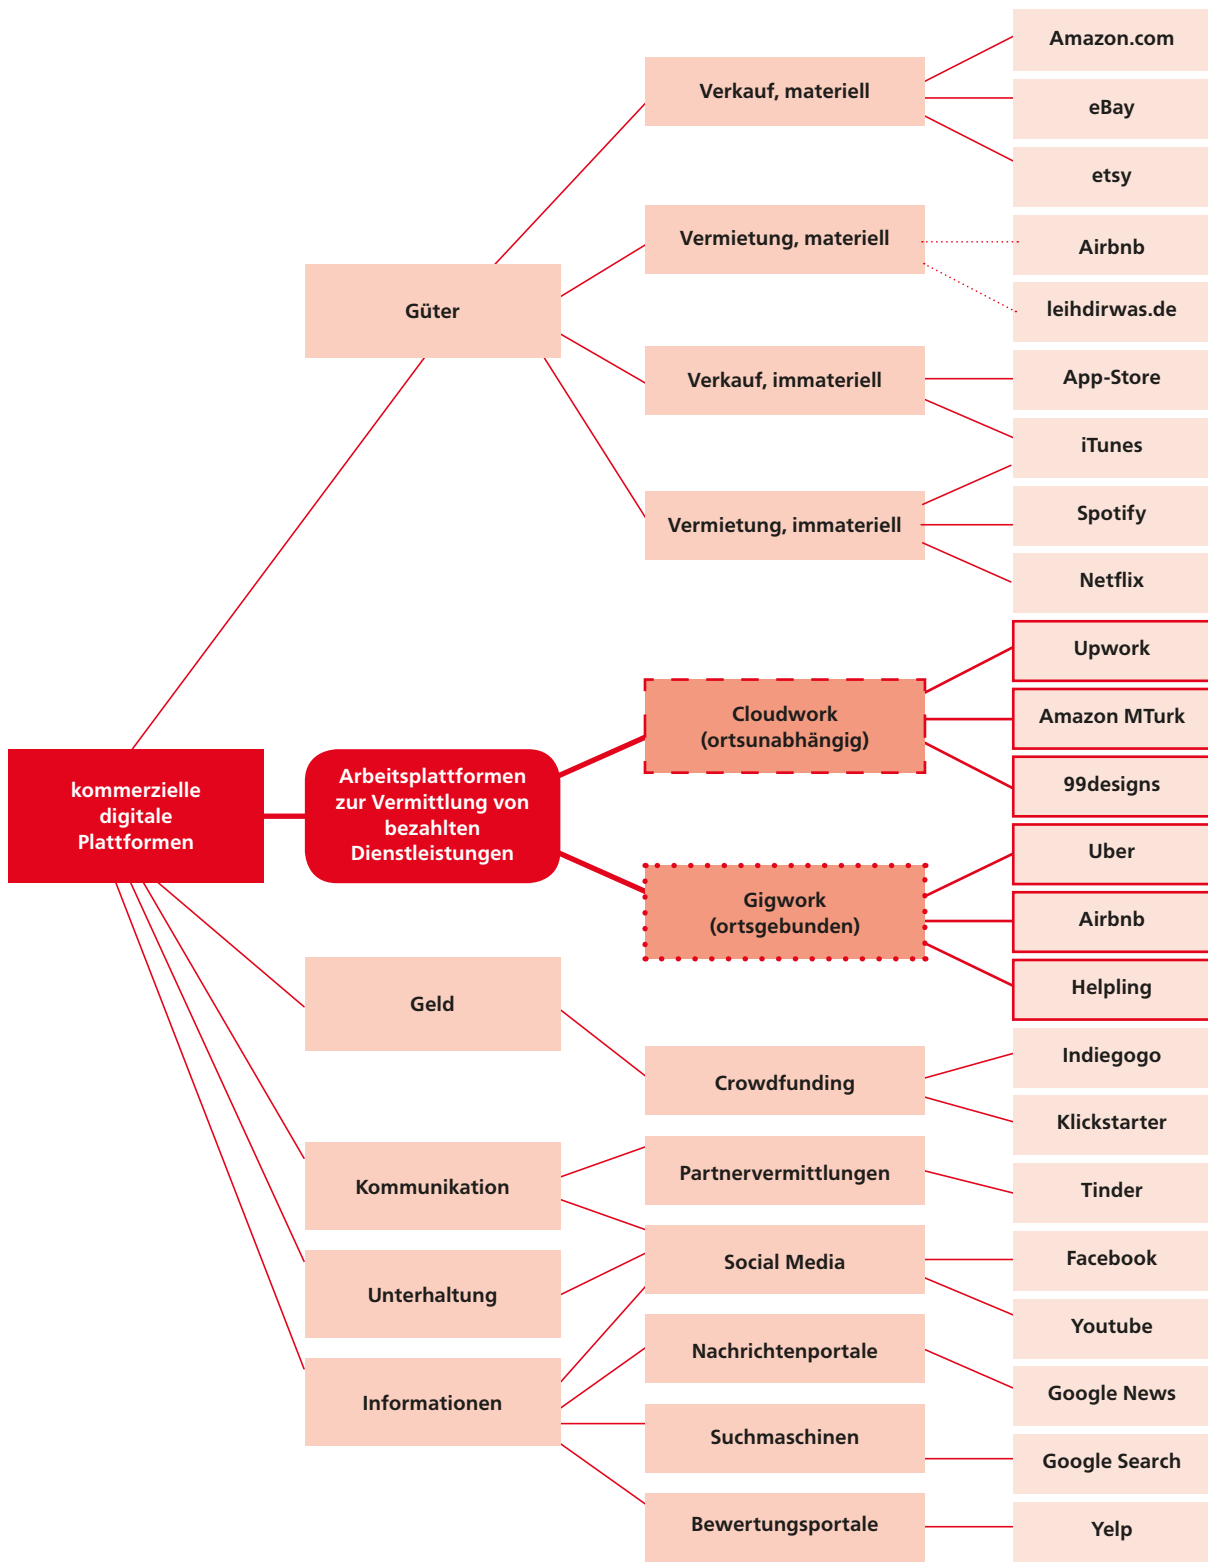 kommerzielle
digitale
Plattformen
Güter
Arbeitsplattformen
zur Vermittlung von
bezahlten
Dienstleistungen
Geld
Kommunikation
Unterhaltung
Informationen
Verkauf, materiell
Vermietung, materiell
Verkauf, immateriell
Vermietung, immateriell
Cloudwork
(ortsunabhängig)
Gigwork
(ortsgebunden)
Crowdfunding
Partnervermittlungen
Social Media
Nachrichtenportale
Suchmaschinen
Bewertungsportale
Amazon.com
eBay
etsy
Airbnb
leihdirwas.de
App-Store
iTunes
Spotify
Netflix
Upwork
Amazon MTurk
99designs
Uber
Airbnb
Helpling
Indiegogo
Klickstarter
Tinder
Facebook
Youtube
Google News
Google Search
Yelp